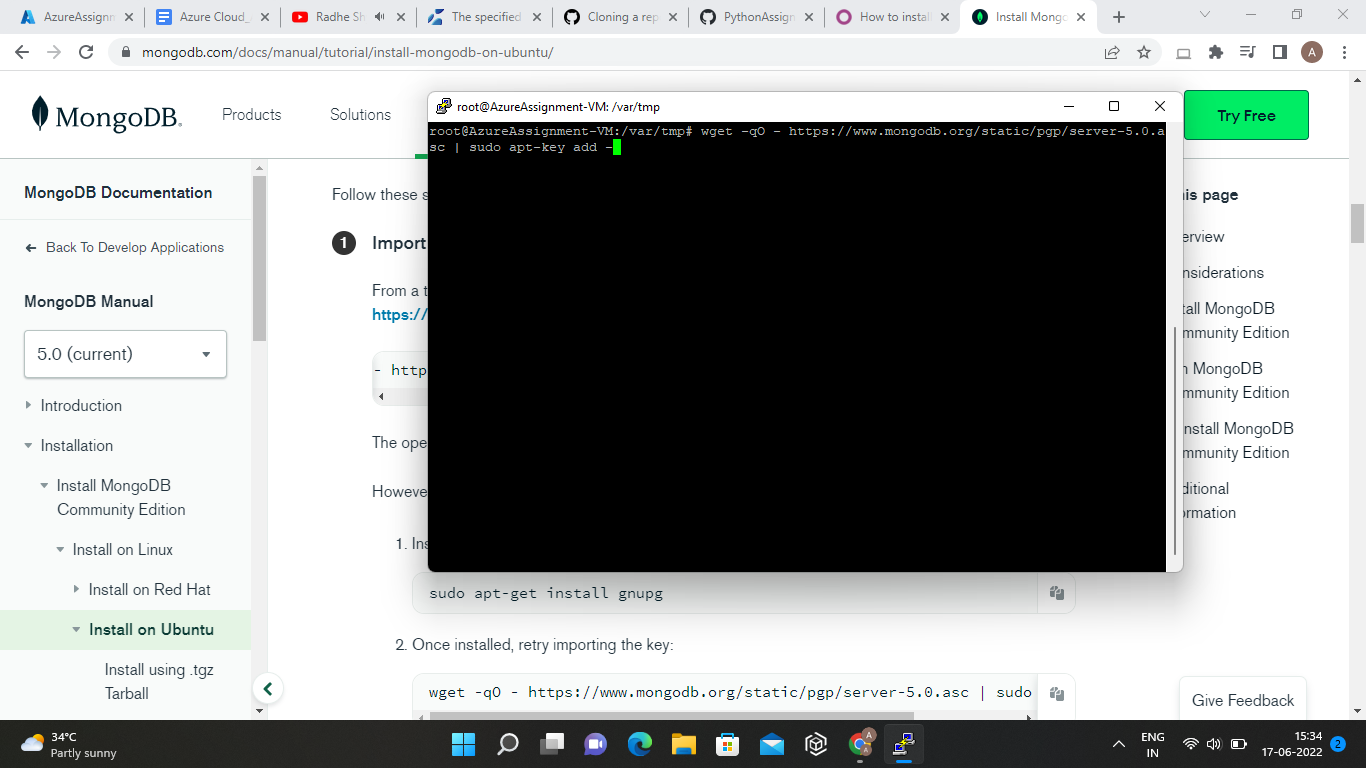 AzureAssignm
Azure Cloud_
Radhe Sh
The specified
Cloning a rep
PythonAssign
How to install
Install Mongo
mongodb.com/docs/manual/tutorial/install-mongodb-on-ubuntu/
A
MongoDB.
Products
Solutions
Try Free
root@AzureAssignment-VM: /var/tmp
root@AzureAssignment-VM:/var/tmp# wget -qO - https://www.mongodb.org/static/pgp/server-5.0.a
sc | sudo apt-key add -
MongoDB Documentation
Back To Develop Applications
MongoDB Manual
5.0 (current)
Introduction
Installation
Install MongoDB
Community Edition
Install on Linux
Install on Red Hat
Install on Ubuntu
Install using .tgz
Tarball
Follow these s
1 Import
From a t
https://
- http
The ope
Howeve
1. Ins
sudo apt-get install gnupg
2. Once installed, retry importing the key:
wget -qO - https://www.mongodb.org/static/pgp/server-5.0.asc | sudo
his page
erview
nsiderations
tall MongoDB
mmunity Edition
n MongoDB
mmunity Edition
install MongoDB
mmunity Edition
ditional
ormation
Give Feedback
34°C
Partly sunny
A
A
ENG
IN
15:34
17-06-2022
2